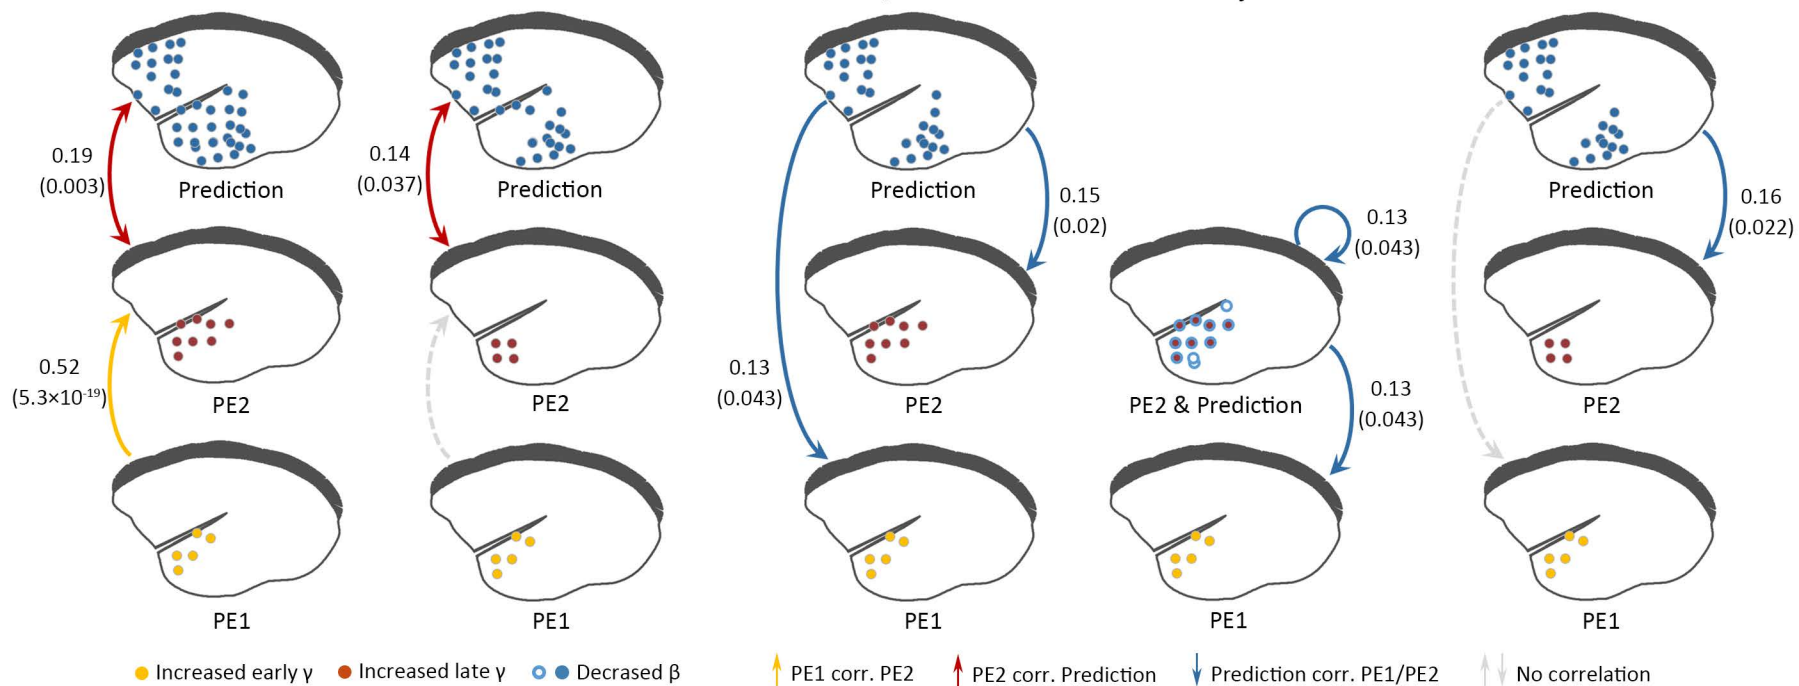 0.19
(0.003)
Prediction
0.14
(0.037)
Prediction
Prediction
0.15
(0.02)
0.13
(0.043)
Prediction
0.16
(0.022)
0.52
(5.3×10⁻¹⁹)
PE2
PE2
0.13
(0.043)
PE2
PE2 & Prediction
0.13
(0.043)
PE2
PE1
PE1
PE1
PE1
PE1
Increased early γ
Increased late γ
Decrased β
PE1 corr. PE2
PE2 corr. Prediction
Prediction corr. PE1/PE2
No correlation